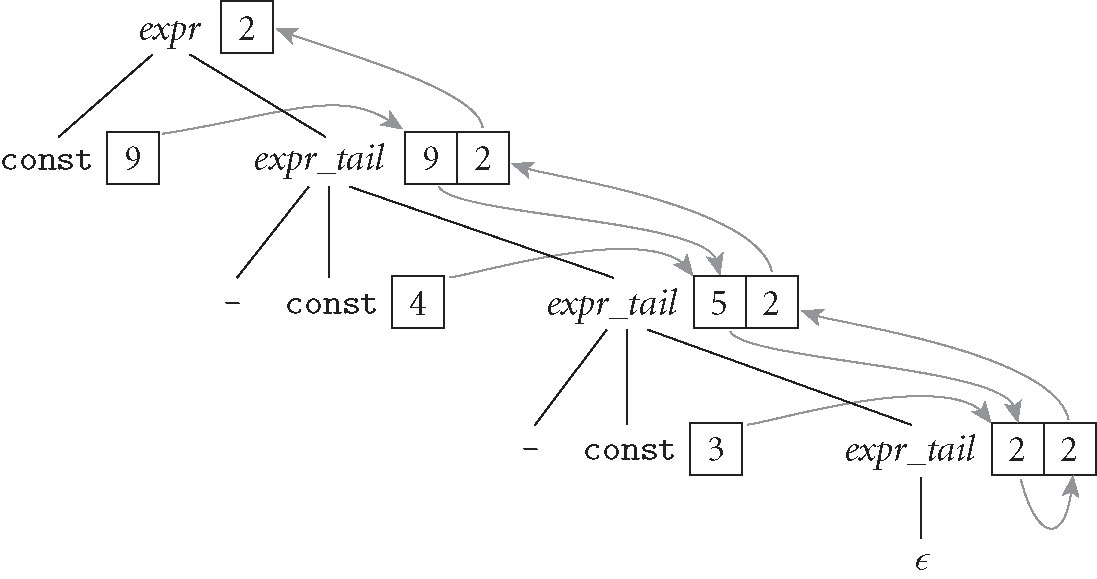 expr 2
const 9 expr_tail 9 2
- const 4 expr_tail 5 2
- const 3 expr_tail 2 2
ϵ